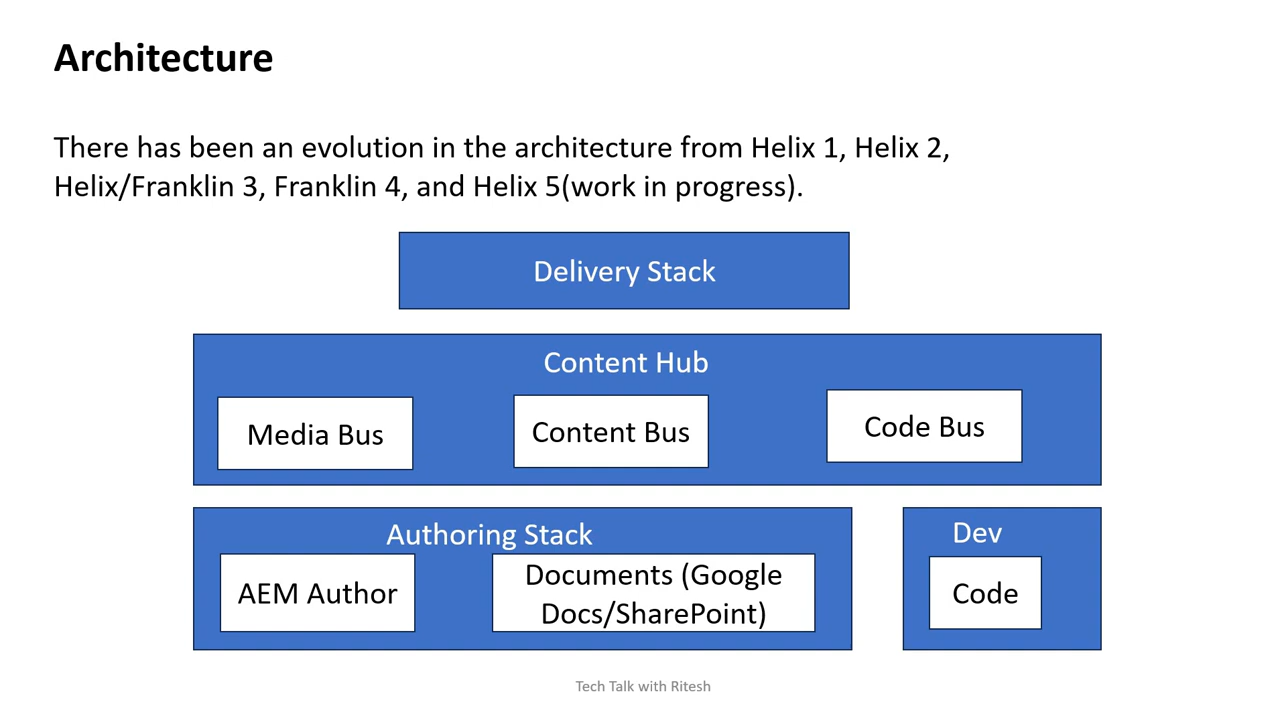 Architecture
There has been an evolution in the architecture from Helix 1, Helix 2,
Helix/Franklin 3, Franklin 4, and Helix 5(work in progress).
Delivery Stack
Content Hub
Media Bus
Content Bus
Code Bus
Authoring Stack
AEM Author
Documents (Google
Docs/SharePoint)
Dev
Code
Tech Talk with Ritesh